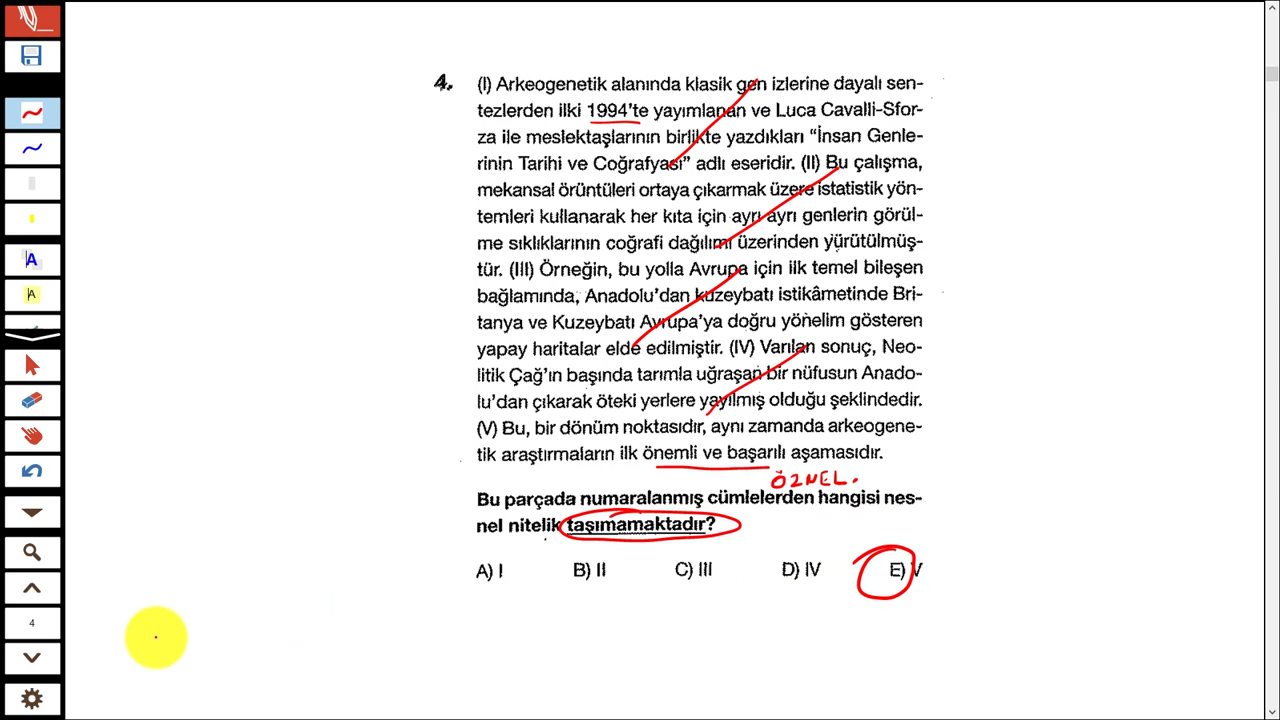 4. (I) Arkeogenetik alanında klasik gen izlerine dayalı sen-
tezlerden ilki 1994'te yayımlanan ve Luca Cavalli-Sfor-
za ile meslektaşlarının birlikte yazdıkları "İnsan Genle-
rinin Tarihi ve Coğrafyası" adlı eseridir. (II) Bu çalışma,
mekansal örüntüleri ortaya çıkarmak üzere istatistik yön-
temleri kullanarak her kıta için ayrı ayrı genlerin görül-
me sıklıklarının coğrafi dağılımı üzerinden yürütülmüş-
tür. (III) Örneğin, bu yolla Avrupa için ilk temel bileşen
bağlamında, Anadolu'dan kuzeybatı istikâmetinde Bri-
tanya ve Kuzeybatı Avrupa'ya doğru yönelim gösteren
yapay haritalar elde edilmiştir. (IV) Varılan sonuç, Neo-
litik Çağ'ın başında tarımla uğraşan bir nüfusun Anado-
lu'dan çıkarak öteki yerlere yayılmış olduğu şeklindedir.
(V) Bu, bir dönüm noktasıdır, aynı zamanda arkeogene-
tik araştırmaların ilk önemli ve başarılı aşamasıdır.
ÖZNEL.
Bu parçada numaralanmış cümlelerden hangisi nes-
nel nitelik taşımamaktadır?
A) I B) II C) III D) IV E) V
A
A
4